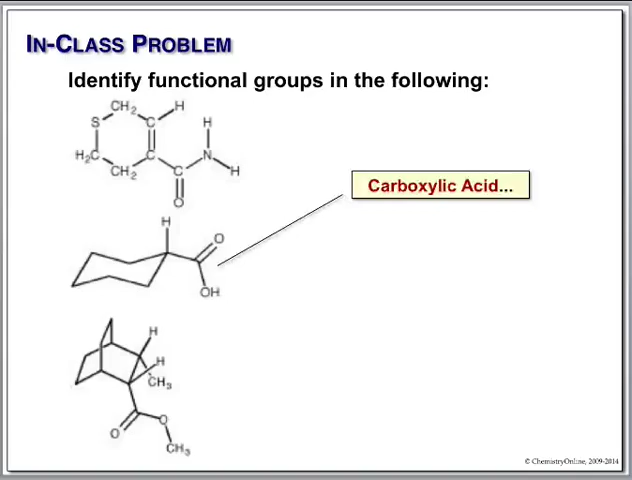 IN-CLASS PROBLEM
Identify functional groups in the following:
CH2
H
S
C
H
H2C
C
N
CH2
C
H
O
Carboxylic Acid...
H
O
OH
H
H
CH3
O
O
CH3
© ChemistryOnline, 2009-2014